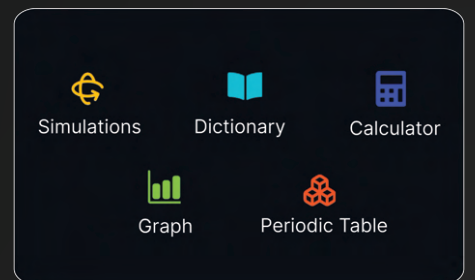 Simulations
Dictionary
Calculator
Graph
Periodic Table